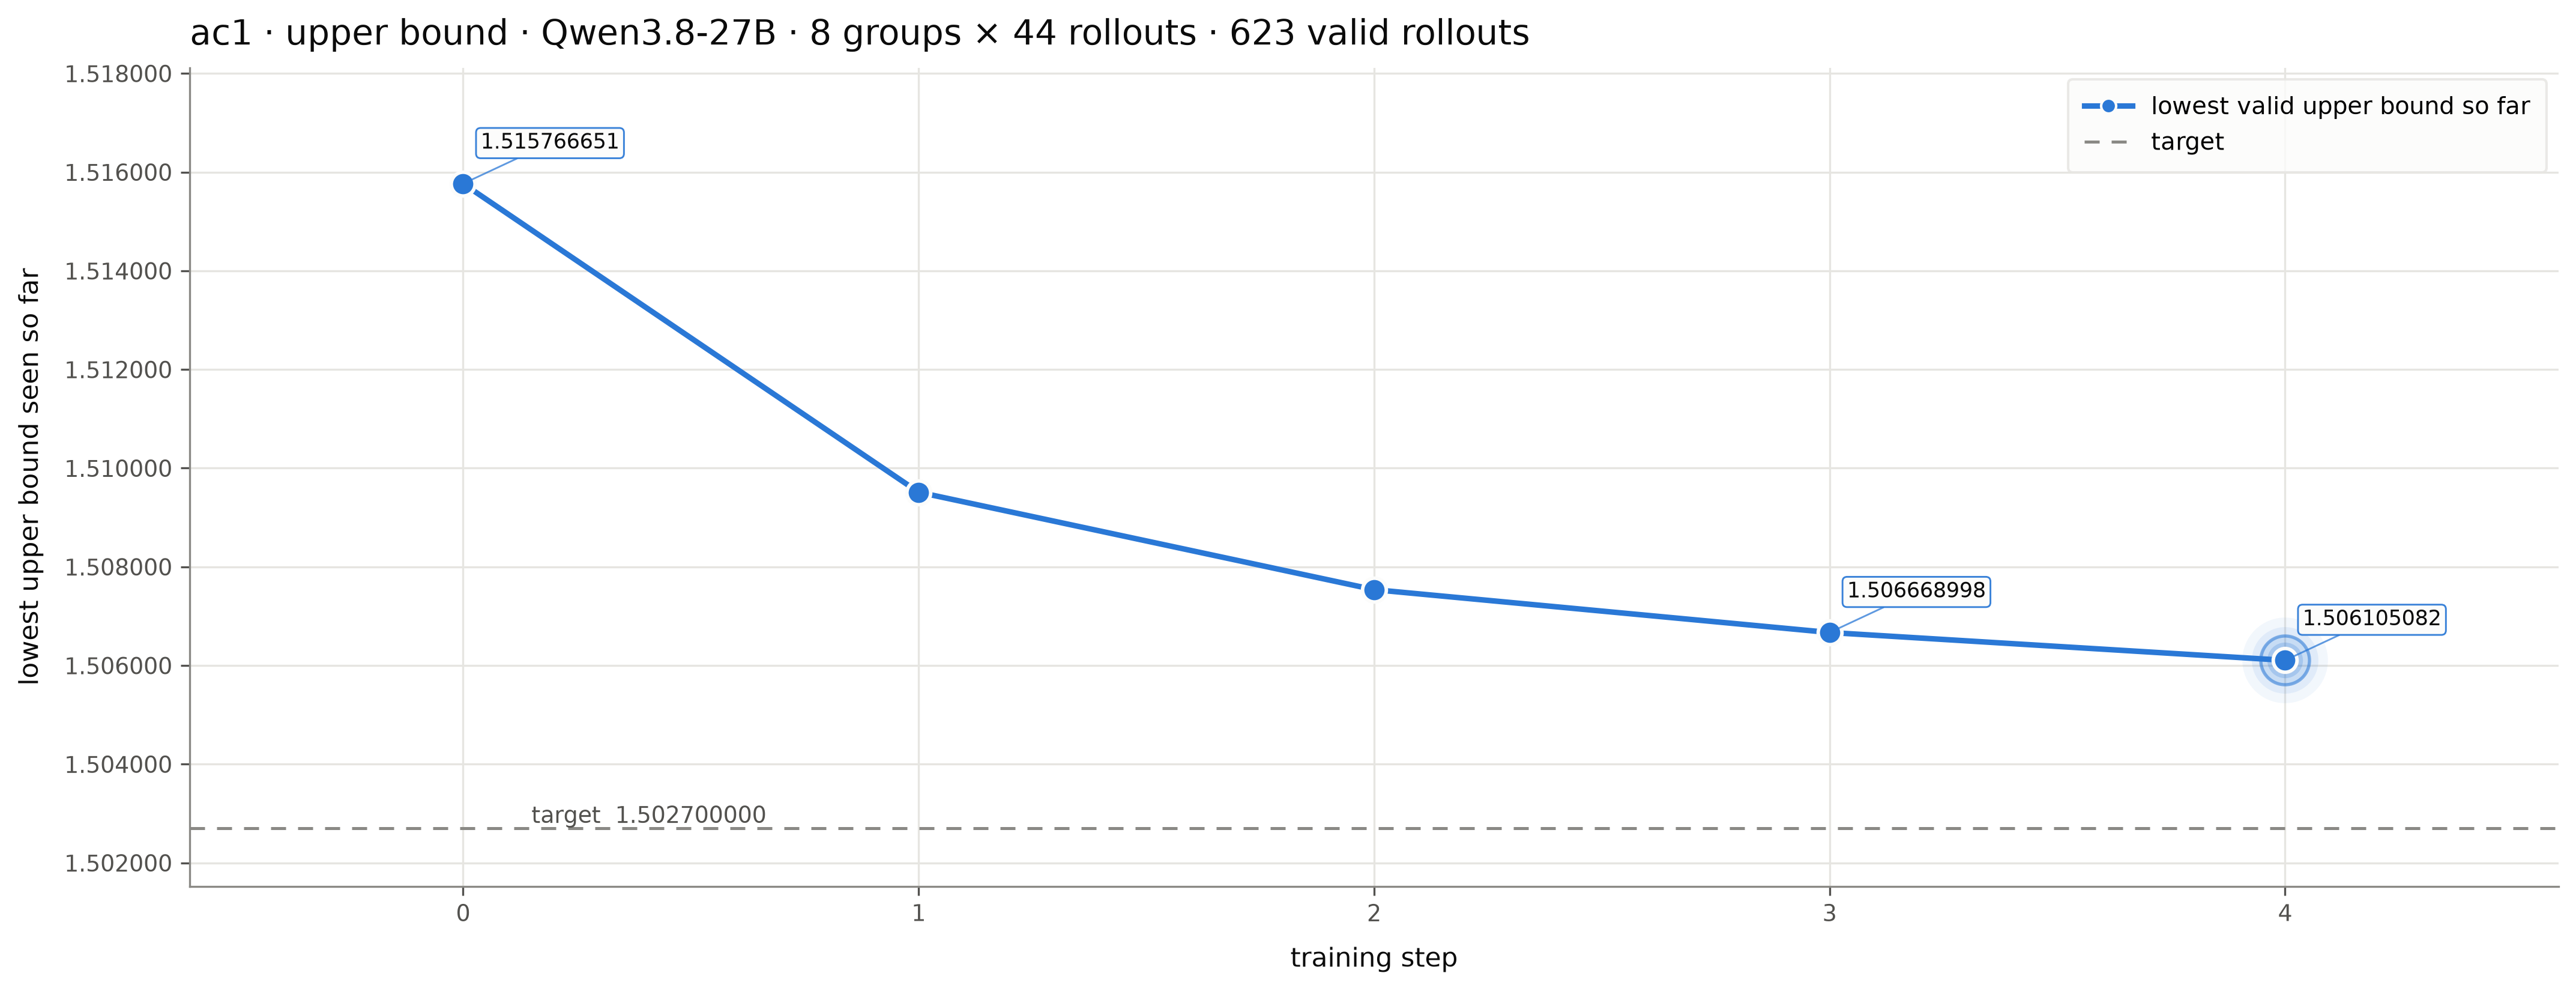 ac1 · upper bound · Qwen3.8-27B · 8 groups × 44 rollouts · 623 valid rollouts
lowest upper bound seen so far
1.518000
1.516000
1.514000
1.512000
1.510000
1.508000
1.506000
1.504000
1.502000
lowest valid upper bound so far
target
1.515766651
1.506668998
1.506105082
target 1.502700000
0
1
2
3
4
training step